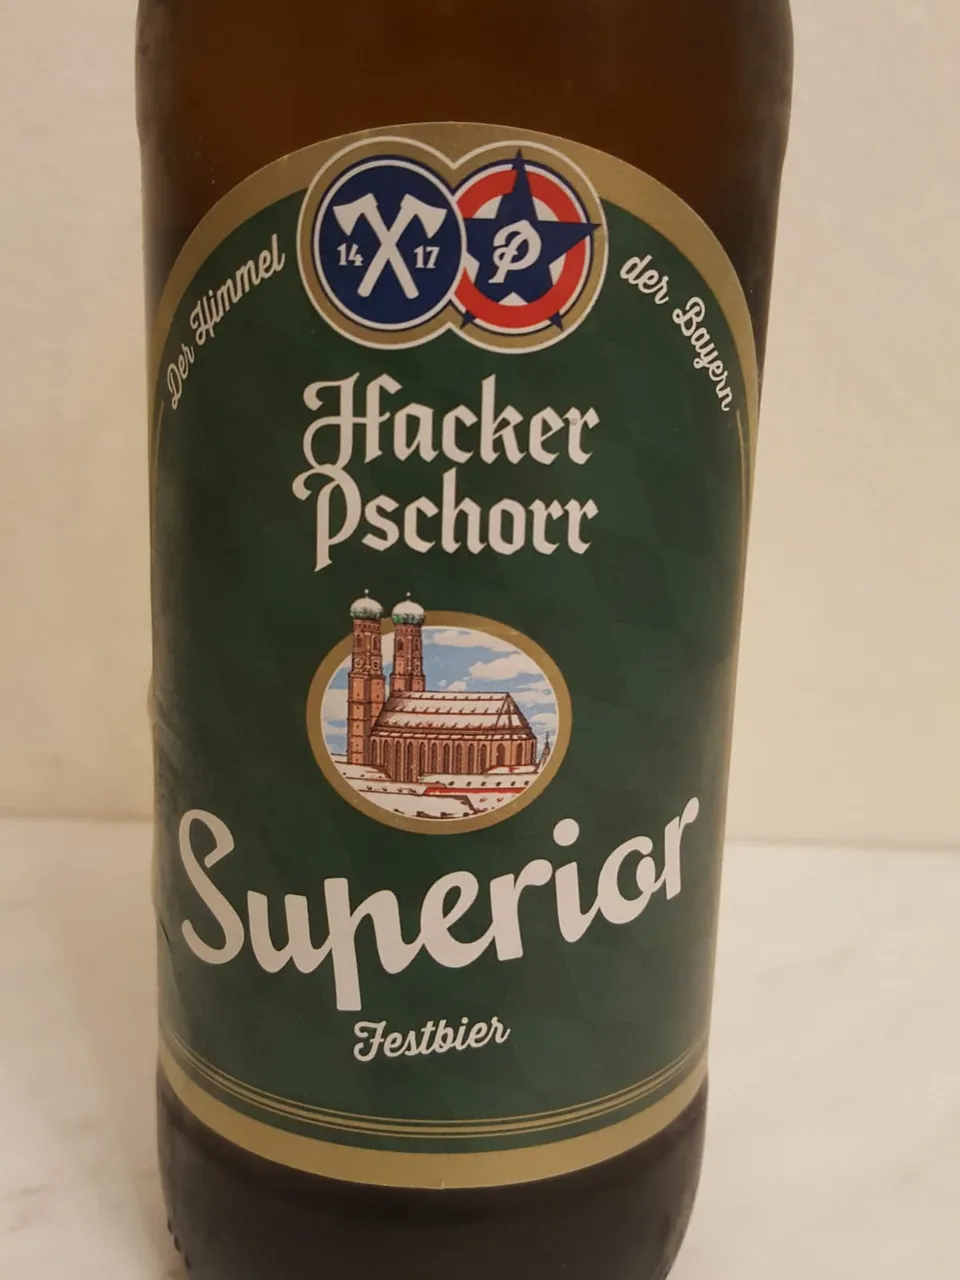 Der Himmel der Bayern
14 17
P
Hacker
Pschorr
Superior
Festbier